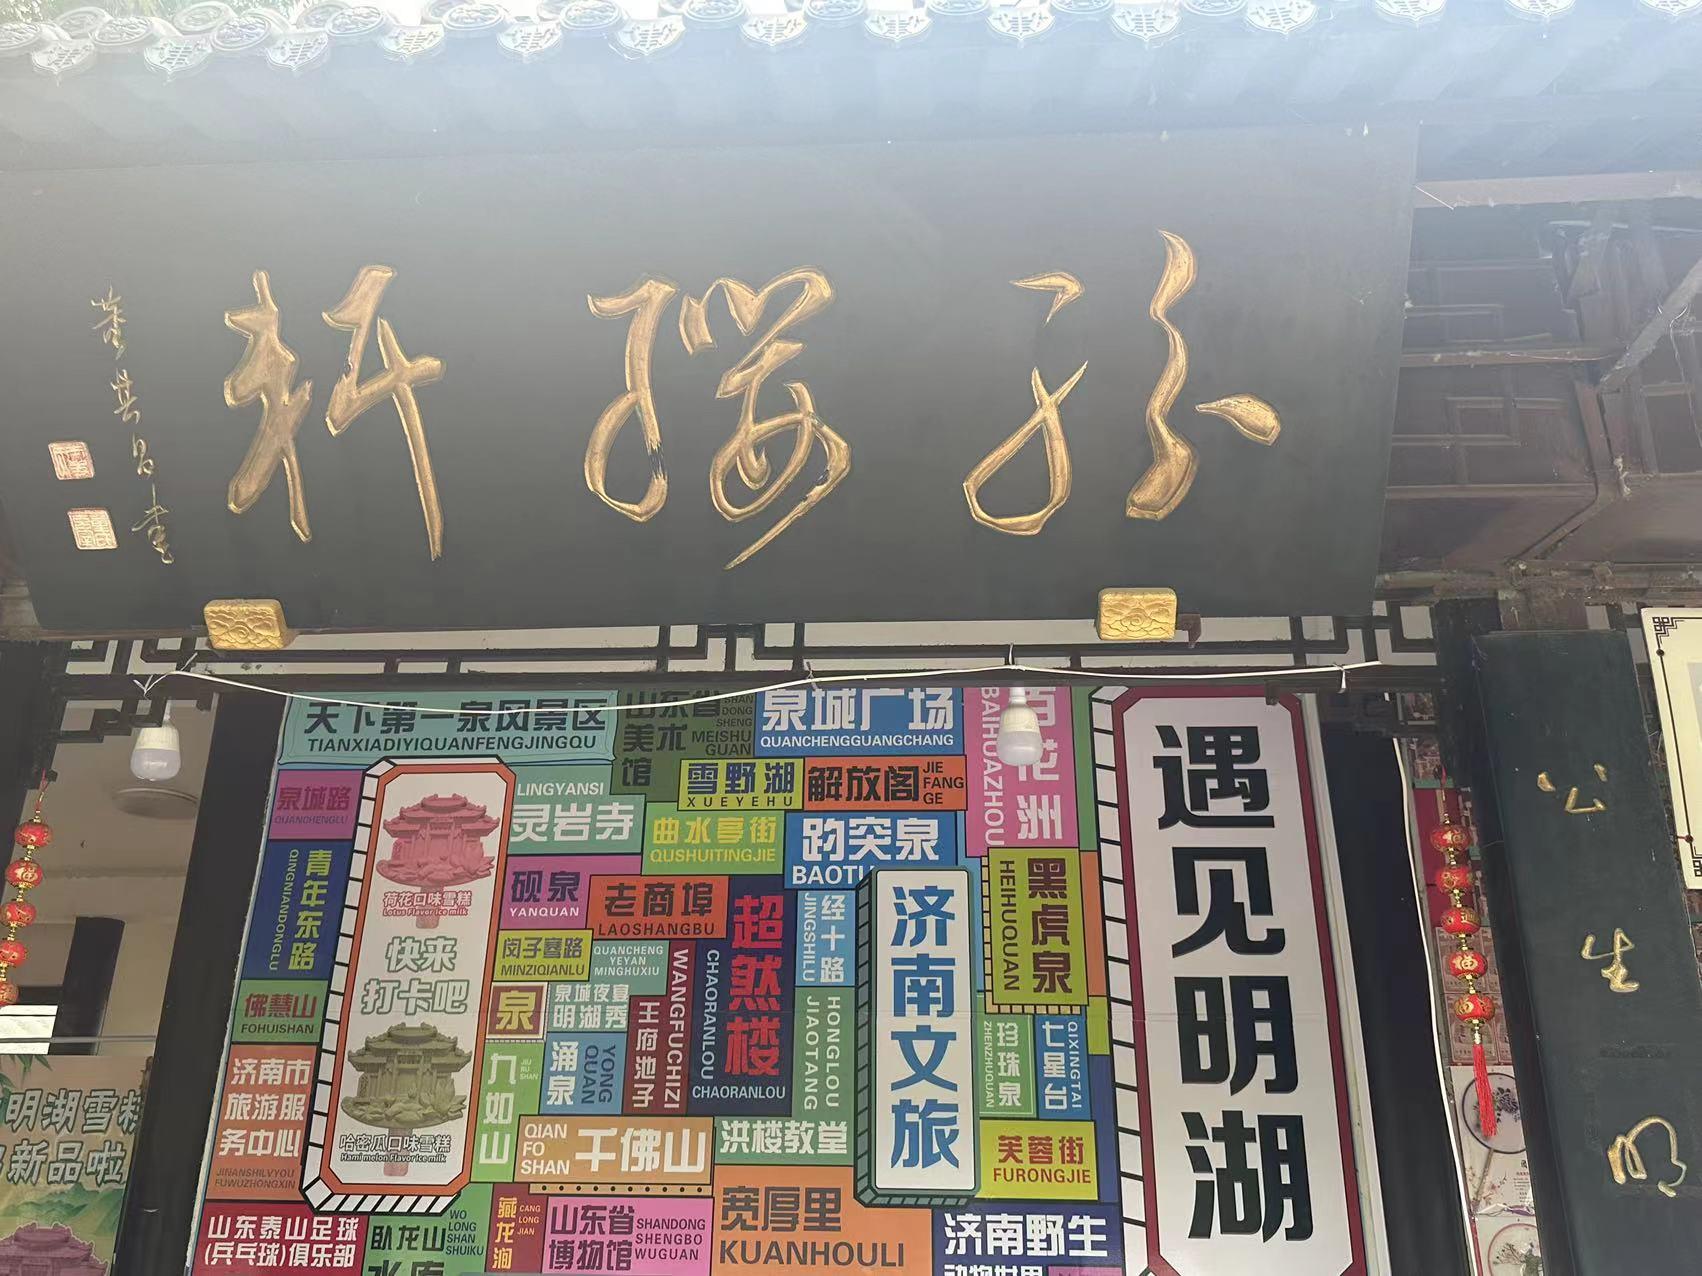 缨轩
天下第一泉风景区
TIANXIADIYIQUANFENGJINGQU
山东省
美术
馆
SHAN
DONG
SHENG
MEISHU
GUAN
泉城广场
QUANCHENGGUANGCHANG
百花洲
BAIHUAZHOU
遇见明湖
泉城路
QUANCHENGLU
荷花口味雪糕
Lotus Flavor ice milk
快来
打卡吧
哈密瓜口味雪糕
Hami melon Flavor ice milk
LINGYANSI
灵岩寺
雪野湖
XUEYEHU
解放阁
JIE
FANG
GE
曲水亭街
QUSHUITINGJIE
趵突泉
BAOTU
青年东路
QINGNIANDONGLU
砚泉
YANQUAN
老商埠
LAOSHANGBU
超然楼
CHAORANLOU
CHAORANLOU
经十路
JINGSHILU
济南文旅
黑虎泉
HEIHUQUAN
闵子骞路
MINZIQIANLU
QUANCHENG
YEYAN
MINGHUXIU
泉城夜宴
明湖秀
泉
王府池子
WANGFUCHIZI
佛慧山
FOHUISHAN
九如山
JIU
RU
SHAN
涌泉
YONG
QUAN
HONGLOU
JIAOTANG
洪楼教堂
珍珠泉
ZHENZHUQUAN
七星台
QIXINGTAI
济南市
旅游服
务中心
JINANSHILVYOU
FUWUZHONGXIN
QIAN
FO
SHAN
千佛山
芙蓉街
FURONGJIE
山东泰山足球
(乒乓球)俱乐部
卧龙山
水库
WO
LONG
SHAN
SHUIKU
藏龙涧
CANG
LONG
JIAN
山东省
博物馆
SHANDONG
SHENGBO
WUGUAN
宽厚里
KUANHOULI
济南野生
动物世界
明湖雪糕
新品啦
公生明